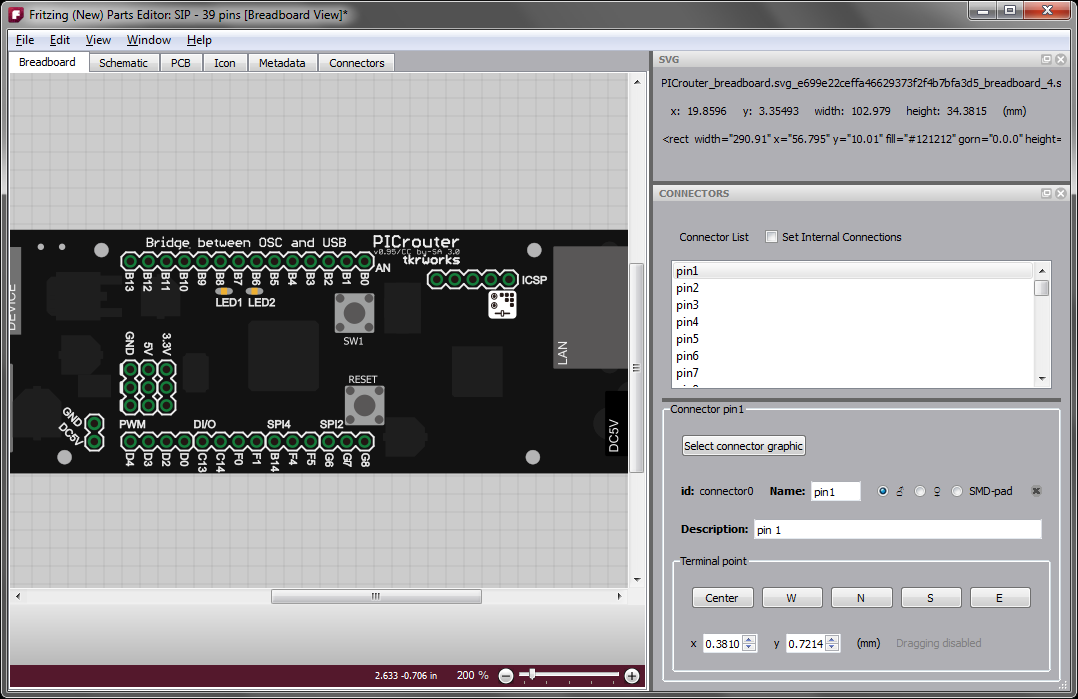 Fritzing (New) Parts Editor: SIP - 39 pins [Breadboard View]*
File Edit View Window Help
Breadboard Schematic PCB Icon Metadata Connectors
Bridge between OSC and USB
PICrouter
v0.95/CC by-SA 3.0
tkrworks
AN
B13 B12 B11 B10 B9 B8 B7 B6 B5 B4 B3 B2 B1 B0
ICSP
LED1 LED2
DEVICE
SW1
LAN
GND 5V 3.3V
RESET
GND
DC5V
PWM DI/O SPI4 SPI2
DC5V
D4 D3 D2 D0 C13 C14 F0 F1 B14 F4 F5 G6 G7 G8
2.633 -0.706 in 200 %
SVG
PICrouter_breadboard.svg_e699e22ceffa46629373f2f4b7bfa3d5_breadboard_4.s
x: 19.8596 y: 3.35493 width: 102.979 height: 34.3815 (mm)
<rect width="290.91" x="56.795" y="10.01" fill="#121212" gorn="0.0.0" height=
CONNECTORS
Connector List Set Internal Connections
pin1
pin2
pin3
pin4
pin5
pin6
pin7
Connector pin1
Select connector graphic
id: connector0 Name: pin1 ♂ ♀ SMD-pad
Description: pin 1
Terminal point
Center W N S E
x 0.3810 y 0.7214 (mm) Dragging disabled